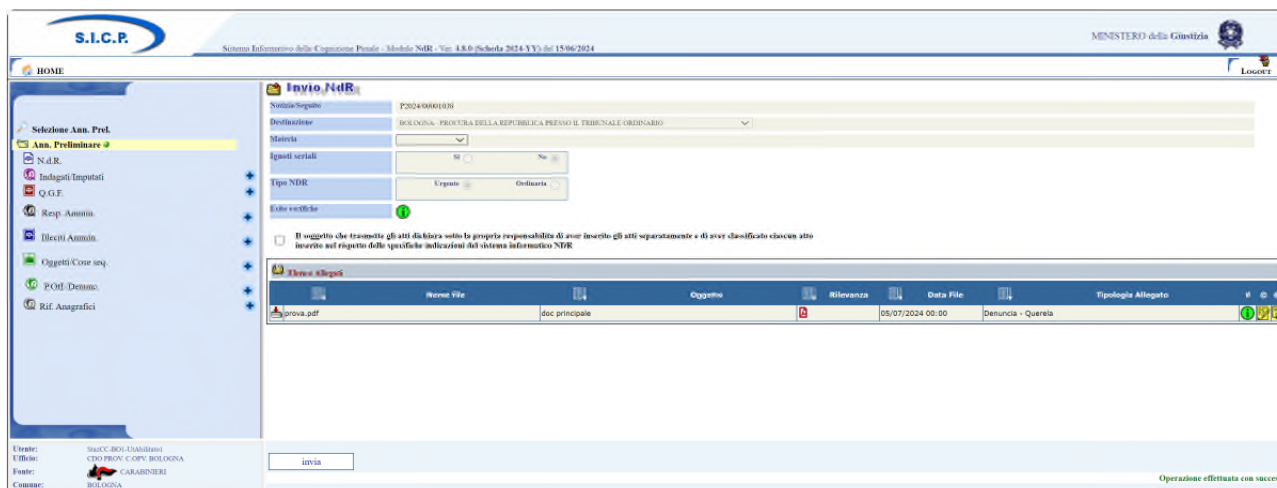 S.I.C.P.
Sistema Informativo della Cognizione Penale - Modulo NdR - Ver. 4.8.0 (Scheda 2024-YY) del 15/06/2024
MINISTERO della Giustizia
HOME
LOGOUT
Invio NdR
Notizia/Seguito
Destinazione
BOLOGNA - PROCURA DELLA REPUBBLICA PRESSO IL TRIBUNALE ORDINARIO
Materia
Ignoti seriali
Si
No
Tipo NDR
Urgente
Ordinaria
Esito verifiche
Il soggetto che trasmette gli atti dichiara sotto la propria responsabilità di aver inserito gli atti separatamente e di aver classificato ciascun atto
inserito nel rispetto delle specifiche indicazioni del sistema informatico NDR
Selezione Ann. Prel.
Ann. Preliminare
N.d.R.
Indagati/Imputati
Q.G.F.
Resp. Ammin.
Illeciti Ammin.
Oggetti/Cose seq.
P.Off./Denunc.
Rif. Anagrafici
Elenco Allegati
Nome File
Oggetto
Rilevanza
Data File
Tipologia Allegato
prova.pdf
doc principale
05/07/2024 00:00
Denuncia - Querela
Utente:
Ufficio:
CDO PROV. C.OPV. BOLOGNA
Fonte:
CARABINIERI
Comune:
BOLOGNA
invia
Operazione effettuata con succes